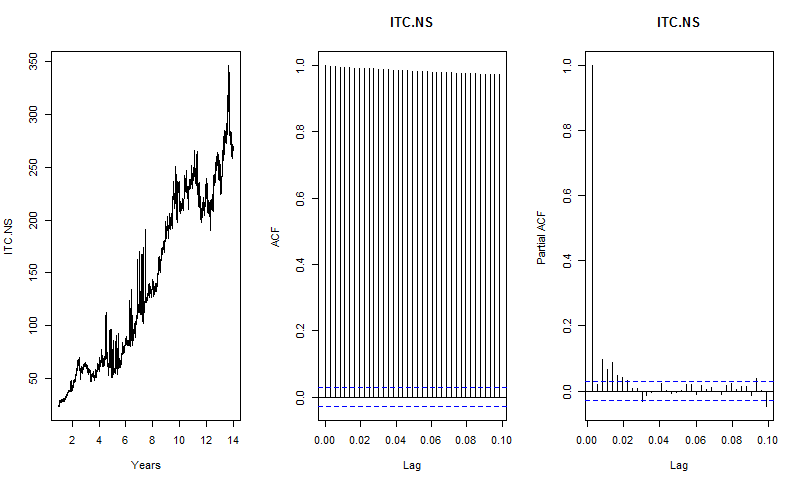 ITC.NS
50 100 150 200 250 300 350
2 4 6 8 10 12 14
Years
ITC.NS
ACF
0.0 0.2 0.4 0.6 0.8 1.0
0.00 0.02 0.04 0.06 0.08 0.10
Lag
ITC.NS
Partial ACF
0.0 0.2 0.4 0.6 0.8 1.0
0.00 0.02 0.04 0.06 0.08 0.10
Lag